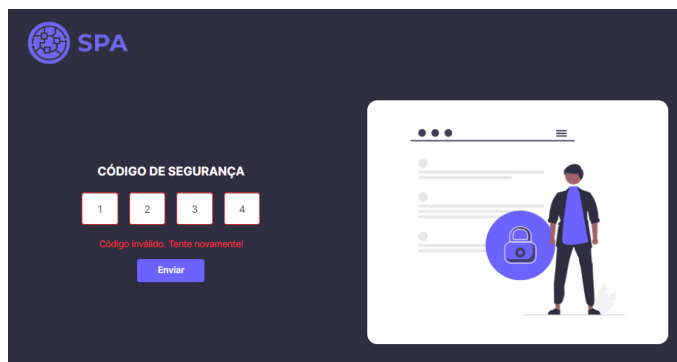 SPA
CÓDIGO DE SEGURANÇA
1 2 3 4
Código inválido. Tente novamente!
Enviar